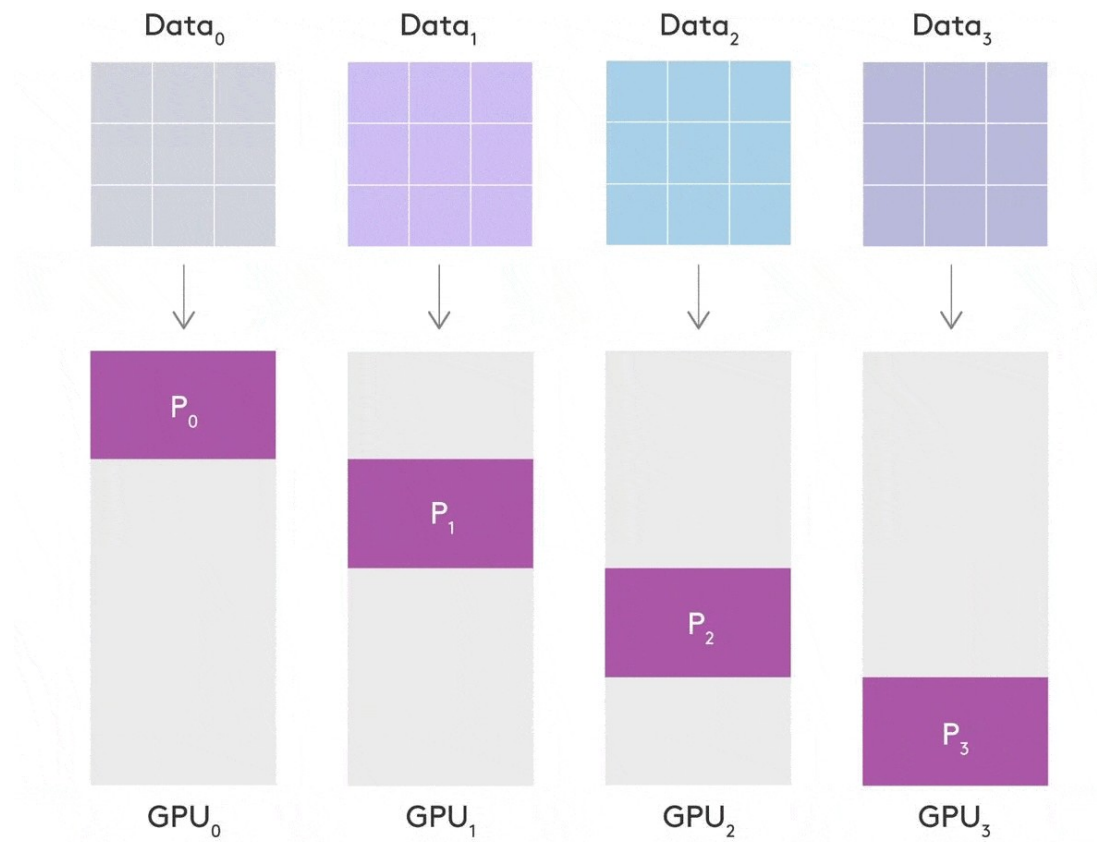 Data₀ Data₁ Data₂ Data₃
P₀
P₁
P₂
P₃
GPU₀ GPU₁ GPU₂ GPU₃